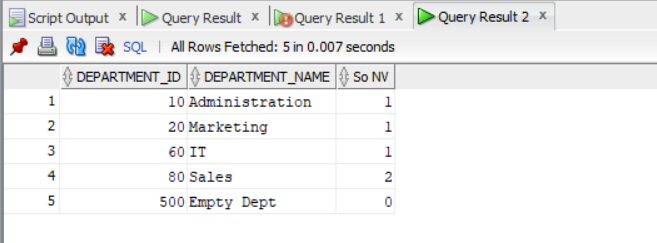 Script Output x Query Result x Query Result 1 x Query Result 2 x
SQL | All Rows Fetched: 5 in 0.007 seconds
DEPARTMENT_ID DEPARTMENT_NAME So NV
1 10 Administration 1
2 20 Marketing 1
3 60 IT 1
4 80 Sales 2
5 500 Empty Dept 0